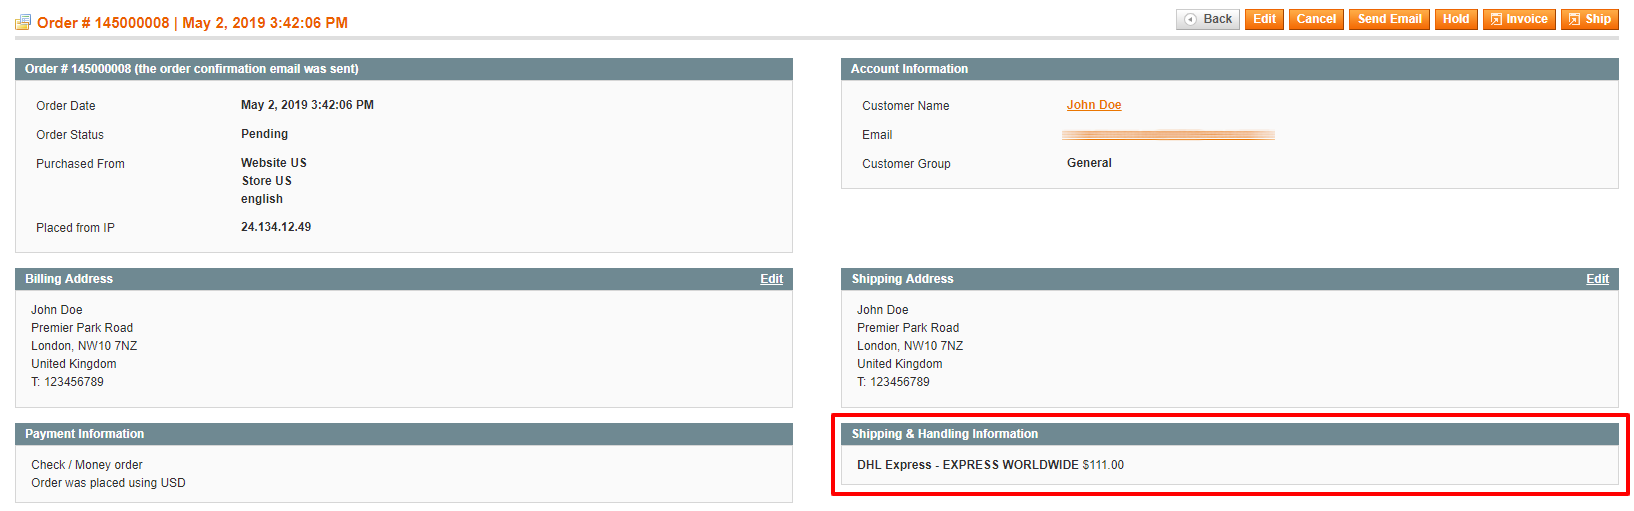 Order # 145000008 | May 2, 2019 3:42:06 PM
Back Edit Cancel Send Email Hold Invoice Ship
Order # 145000008 (the order confirmation email was sent)
Order Date May 2, 2019 3:42:06 PM
Order Status Pending
Purchased From Website US
Store US
english
Placed from IP 24.134.12.49
Account Information
Customer Name John Doe
Email
Customer Group General
Billing Address Edit
John Doe
Premier Park Road
London, NW10 7NZ
United Kingdom
T: 123456789
Shipping Address Edit
John Doe
Premier Park Road
London, NW10 7NZ
United Kingdom
T: 123456789
Payment Information
Check / Money order
Order was placed using USD
Shipping & Handling Information
DHL Express - EXPRESS WORLDWIDE $111.00